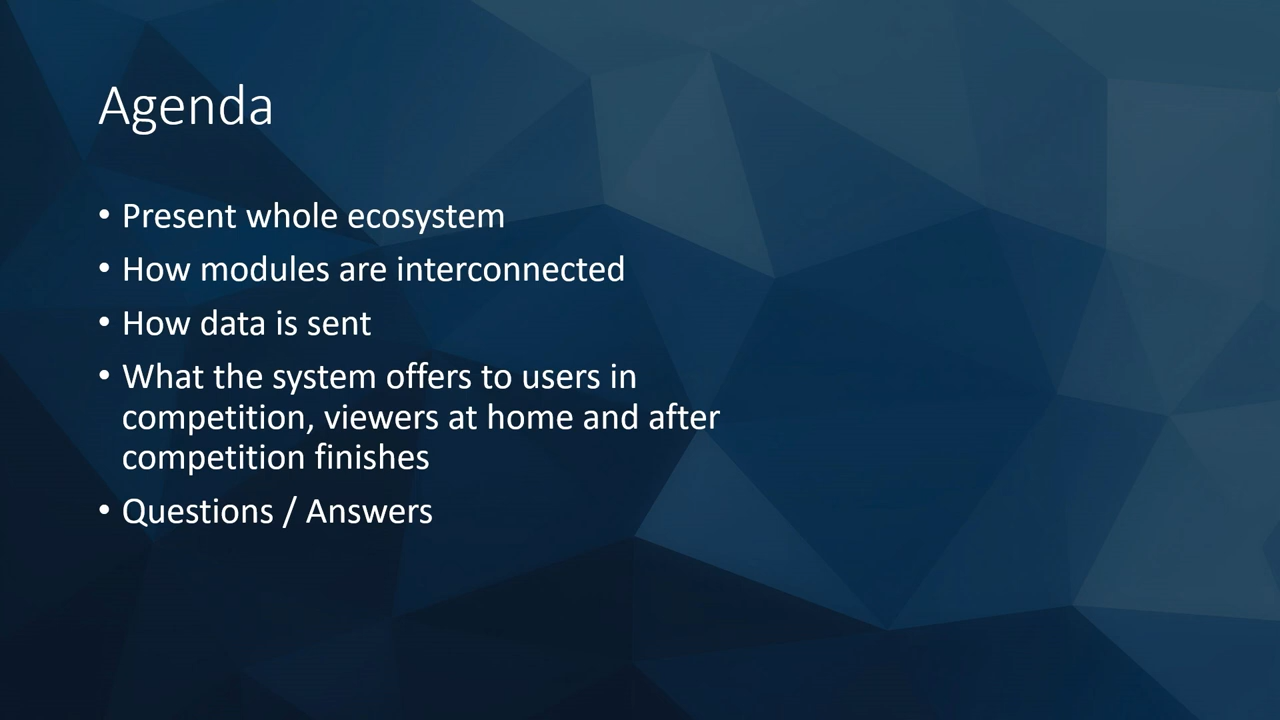 Agenda
• Present whole ecosystem
• How modules are interconnected
• How data is sent
• What the system offers to users in
competition, viewers at home and after
competition finishes
• Questions / Answers